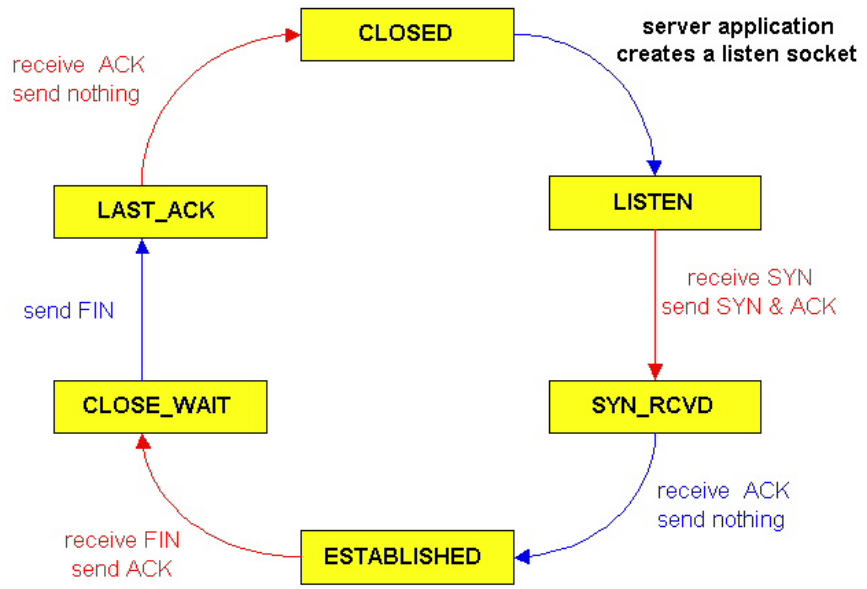 CLOSED
server application
creates a listen socket
receive ACK
send nothing
LAST_ACK
LISTEN
receive SYN
send SYN & ACK
send FIN
CLOSE_WAIT
SYN_RCVD
receive ACK
send nothing
receive FIN
send ACK
ESTABLISHED